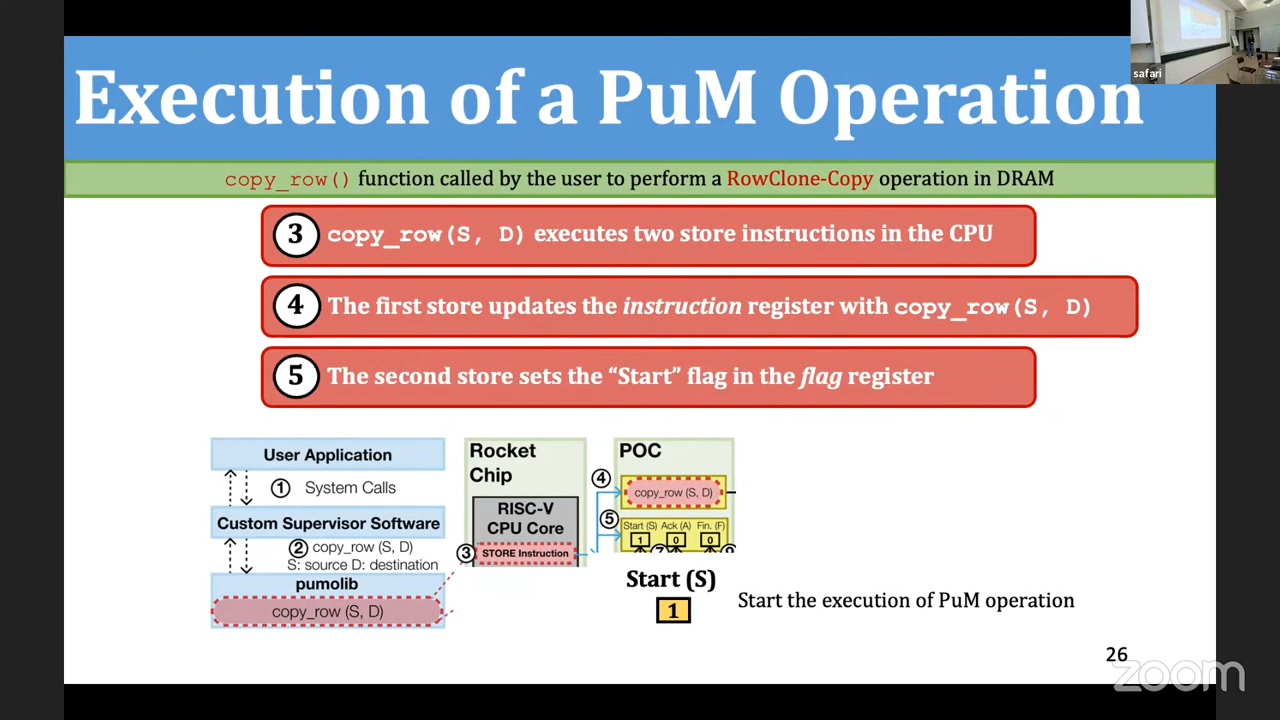 safari
Execution of a PuM Operation
copy_row() function called by the user to perform a RowClone-Copy operation in DRAM
3 copy_row(S, D) executes two store instructions in the CPU
4 The first store updates the instruction register with copy_row(S, D)
5 The second store sets the “Start” flag in the flag register
User Application
1 System Calls
Custom Supervisor Software
2 copy_row (S, D)
S: source D: destination
pumolib
copy_row (S, D)
Rocket
Chip
RISC-V
CPU Core
3 STORE Instruction
POC
4 copy_row (S, D)
5 Start (S) Ack (A) Fin. (F)
1 0 0
Start (S)
1 Start the execution of PuM operation
26
zoom